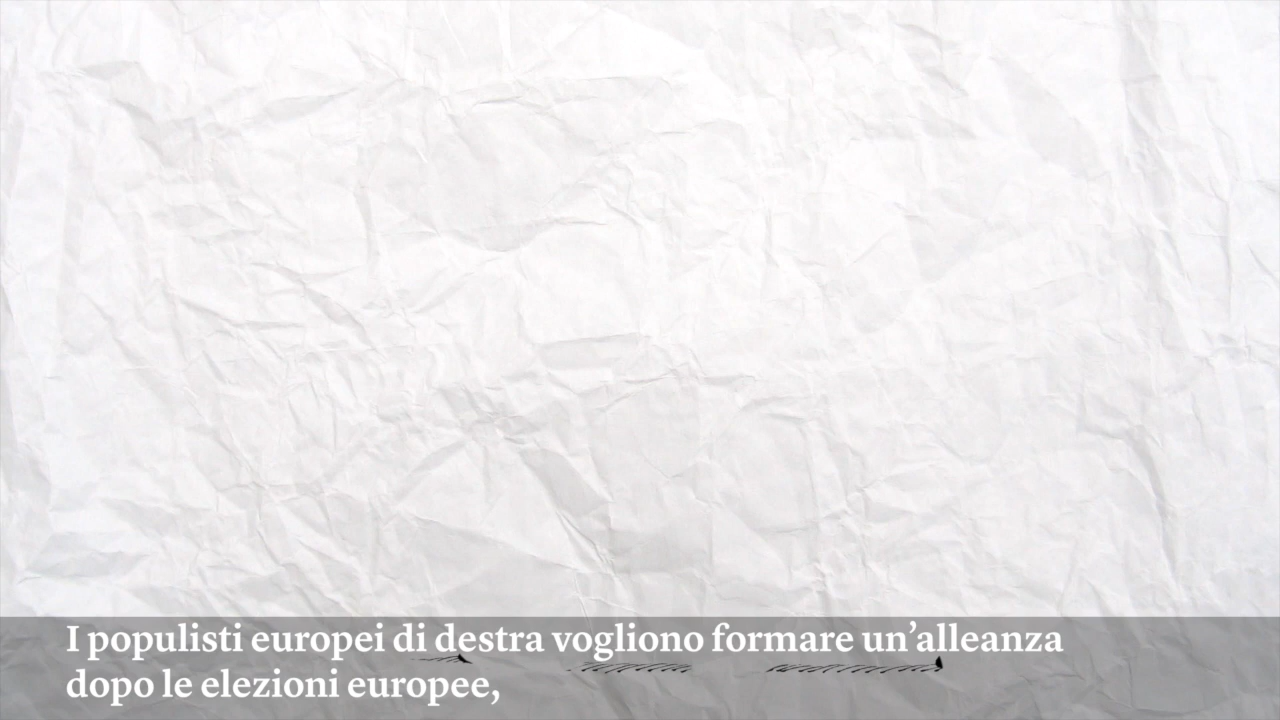 I populisti europei di destra vogliono formare un’alleanza
dopo le elezioni europee,